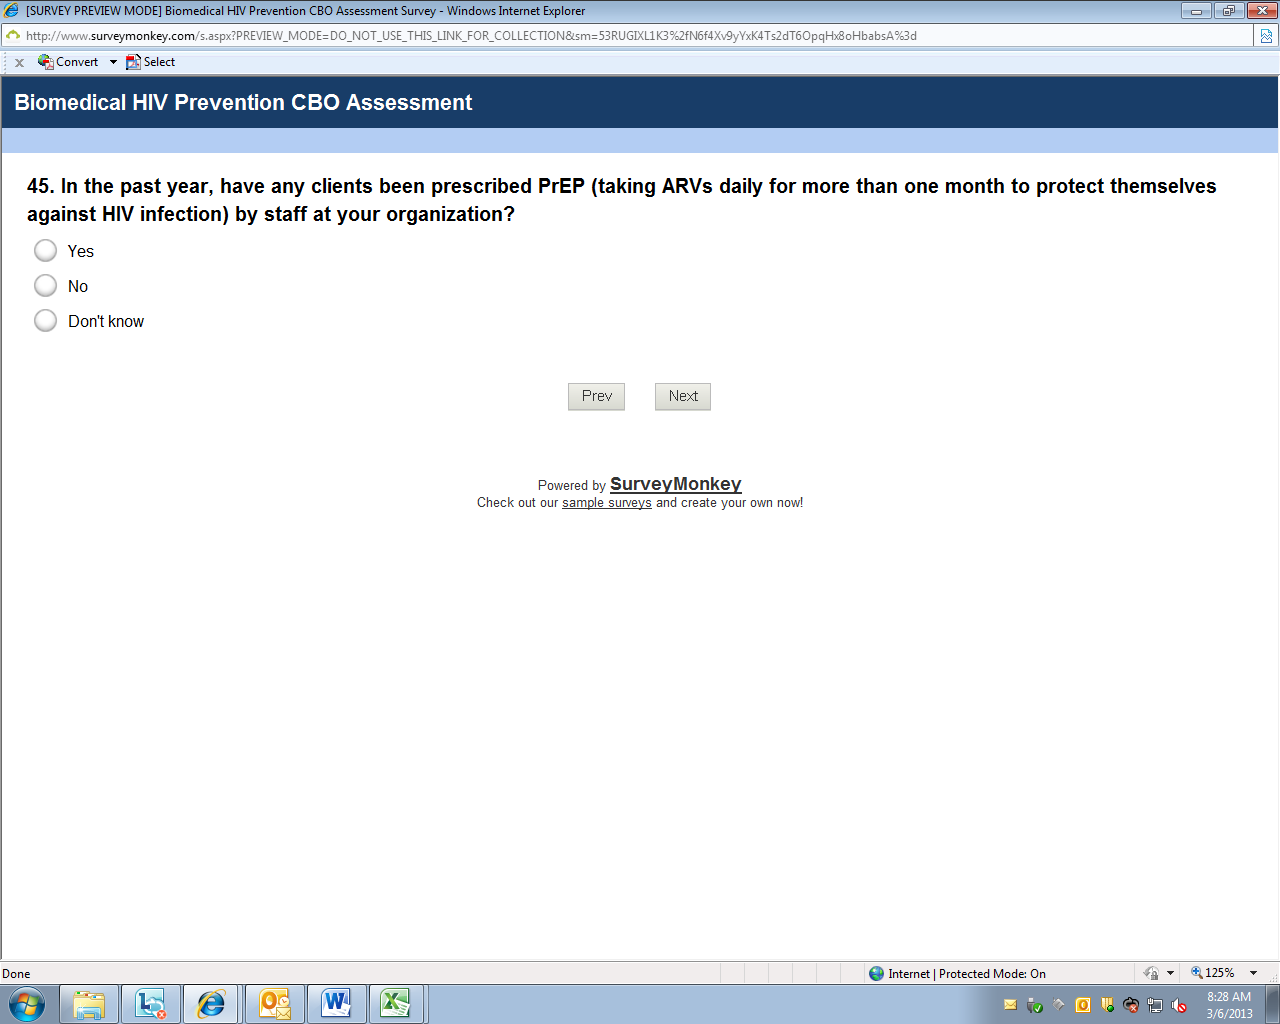 [SURVEY PREVIEW MODE] Biomedical HIV Prevention CBO Assessment Survey - Windows Internet Explorer
http://www.surveymonkey.com/s.aspx?PREVIEW_MODE=DO_NOT_USE_THIS_LINK_FOR_COLLECTION&sm=53RUGIXL1K3%2fN6f4Xv9yYxK4Ts2dT6OpqHx8oHbabsA%3d
x Convert Select
Biomedical HIV Prevention CBO Assessment
45. In the past year, have any clients been prescribed PrEP (taking ARVs daily for more than one month to protect themselves
against HIV infection) by staff at your organization?
Yes
No
Don't know
Prev Next
Powered by SurveyMonkey
Check out our sample surveys and create your own now!
Done Internet | Protected Mode: On 125%
8:28 AM
3/6/2013